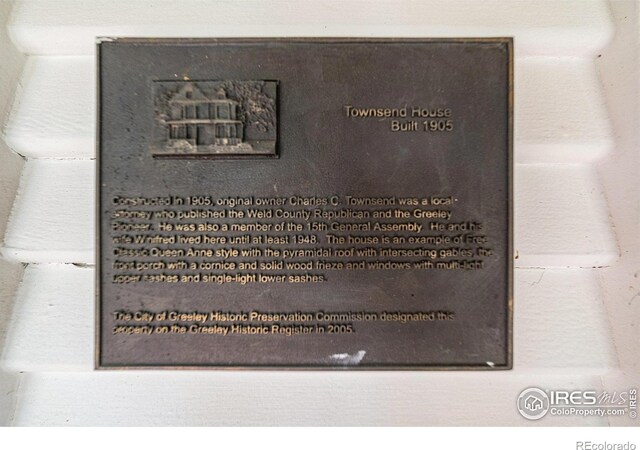 Townsend House
Built 1905
Constructed in 1905, original owner Charles C. Townsend was a local
attorney who published the Weld County Republican and the Greeley
Pioneer. He was also a member of the 15th General Assembly. He and his
wife Winifred lived here until at least 1948. The house is an example of Free
Classic Queen Anne style with the pyramidal roof with intersecting gables, the
front porch with a cornice and solid wood frieze and windows with multi-light
upper sashes and single-light lower sashes.
The City of Greeley Historic Preservation Commission designated this
property on the Greeley Historic Register in 2005.
IRES MLS
ColoProperty.com®
© IRES
REcolorado